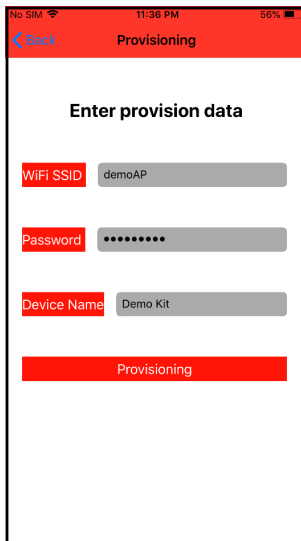 No SIM 11:36 PM 56%
Back Provisioning
Enter provision data
WiFi SSID demoAP
Password •••••••••
Device Name Demo Kit
Provisioning